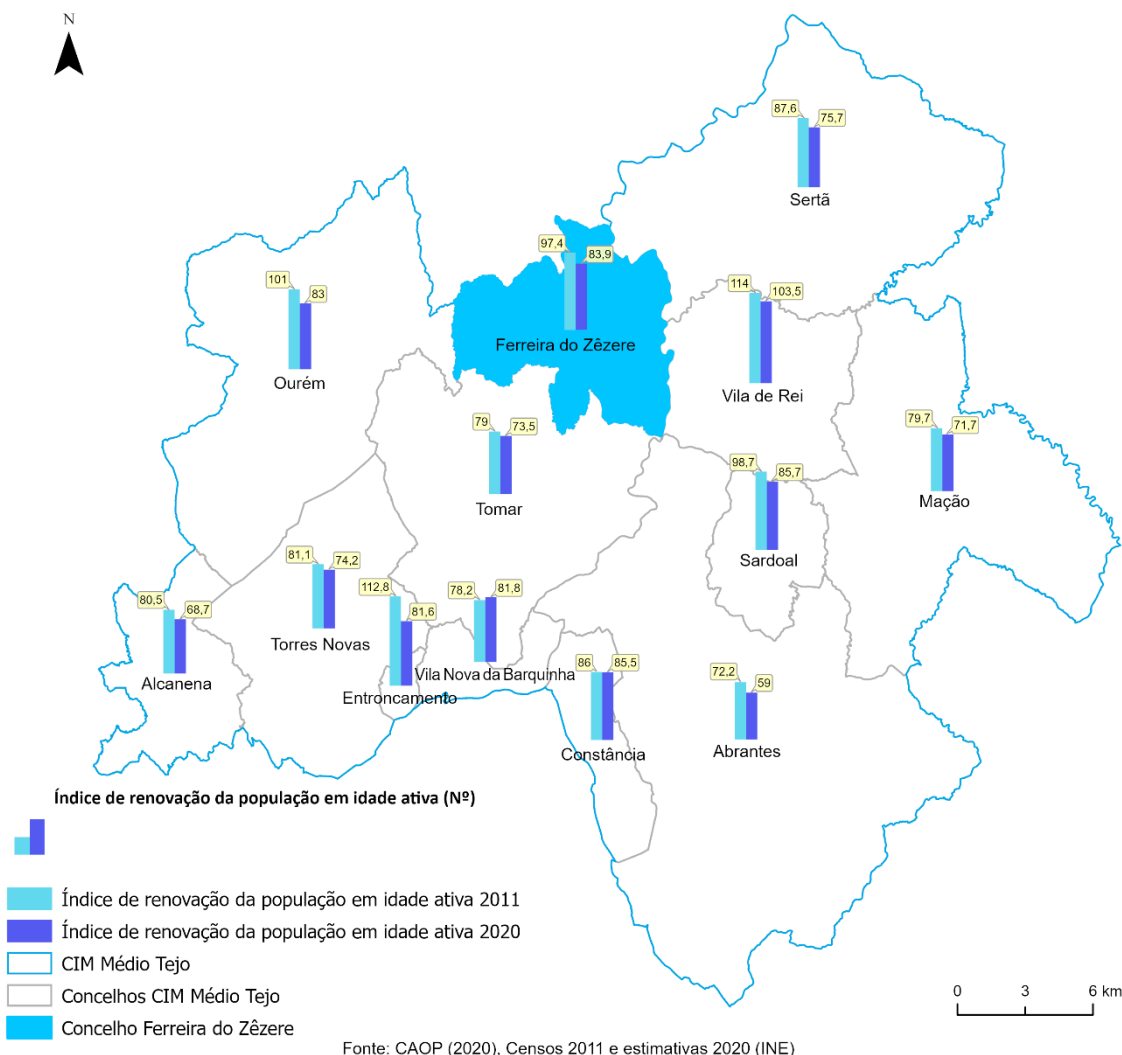 N
87,6 75,7
Sertã
97,4 83,9
Ferreira do Zêzere
101 83
Ourém
114 103,5
Vila de Rei
79 73,5
Tomar
79,7 71,7
Mação
98,7 85,7
Sardoal
81,1 74,2
Torres Novas
112,8 81,6
Entroncamento
78,2 81,8
Vila Nova da Barquinha
80,5 68,7
Alcanena
86 85,5
Constância
72,2 59
Abrantes
Índice de renovação da população em idade ativa (Nº)
Índice de renovação da população em idade ativa 2011
Índice de renovação da população em idade ativa 2020
CIM Médio Tejo
Concelhos CIM Médio Tejo
Concelho Ferreira do Zêzere
0 3 6 km
Fonte: CAOP (2020), Censos 2011 e estimativas 2020 (INE)